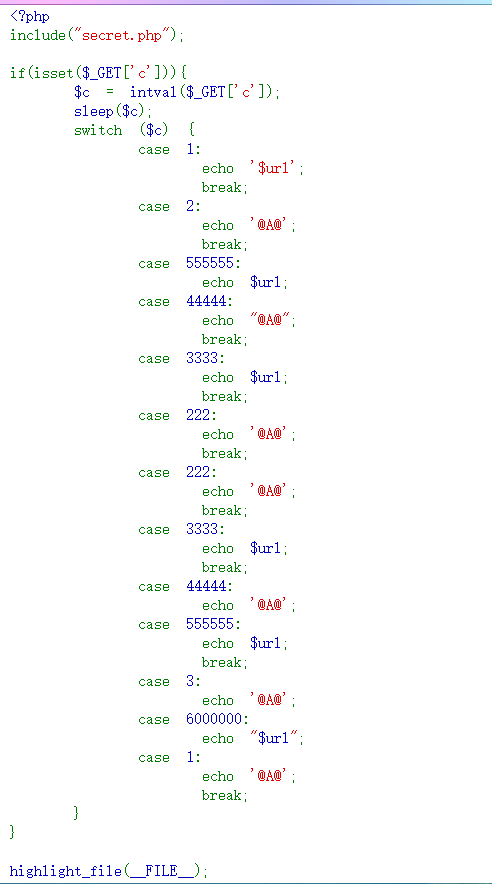 <?php
include("secret.php");
if(isset($_GET['c'])){
$c = intval($_GET['c']);
sleep($c);
switch ($c) {
case 1:
echo '$url';
break;
case 2:
echo '@A@';
break;
case 555555:
echo $url;
case 44444:
echo "@A@";
break;
case 3333:
echo $url;
break;
case 222:
echo '@A@';
break;
case 222:
echo '@A@';
break;
case 3333:
echo $url;
break;
case 44444:
echo '@A@';
case 555555:
echo $url;
break;
case 3:
echo '@A@';
case 6000000:
echo "$url";
case 1:
echo '@A@';
break;
}
}
highlight_file(__FILE__);